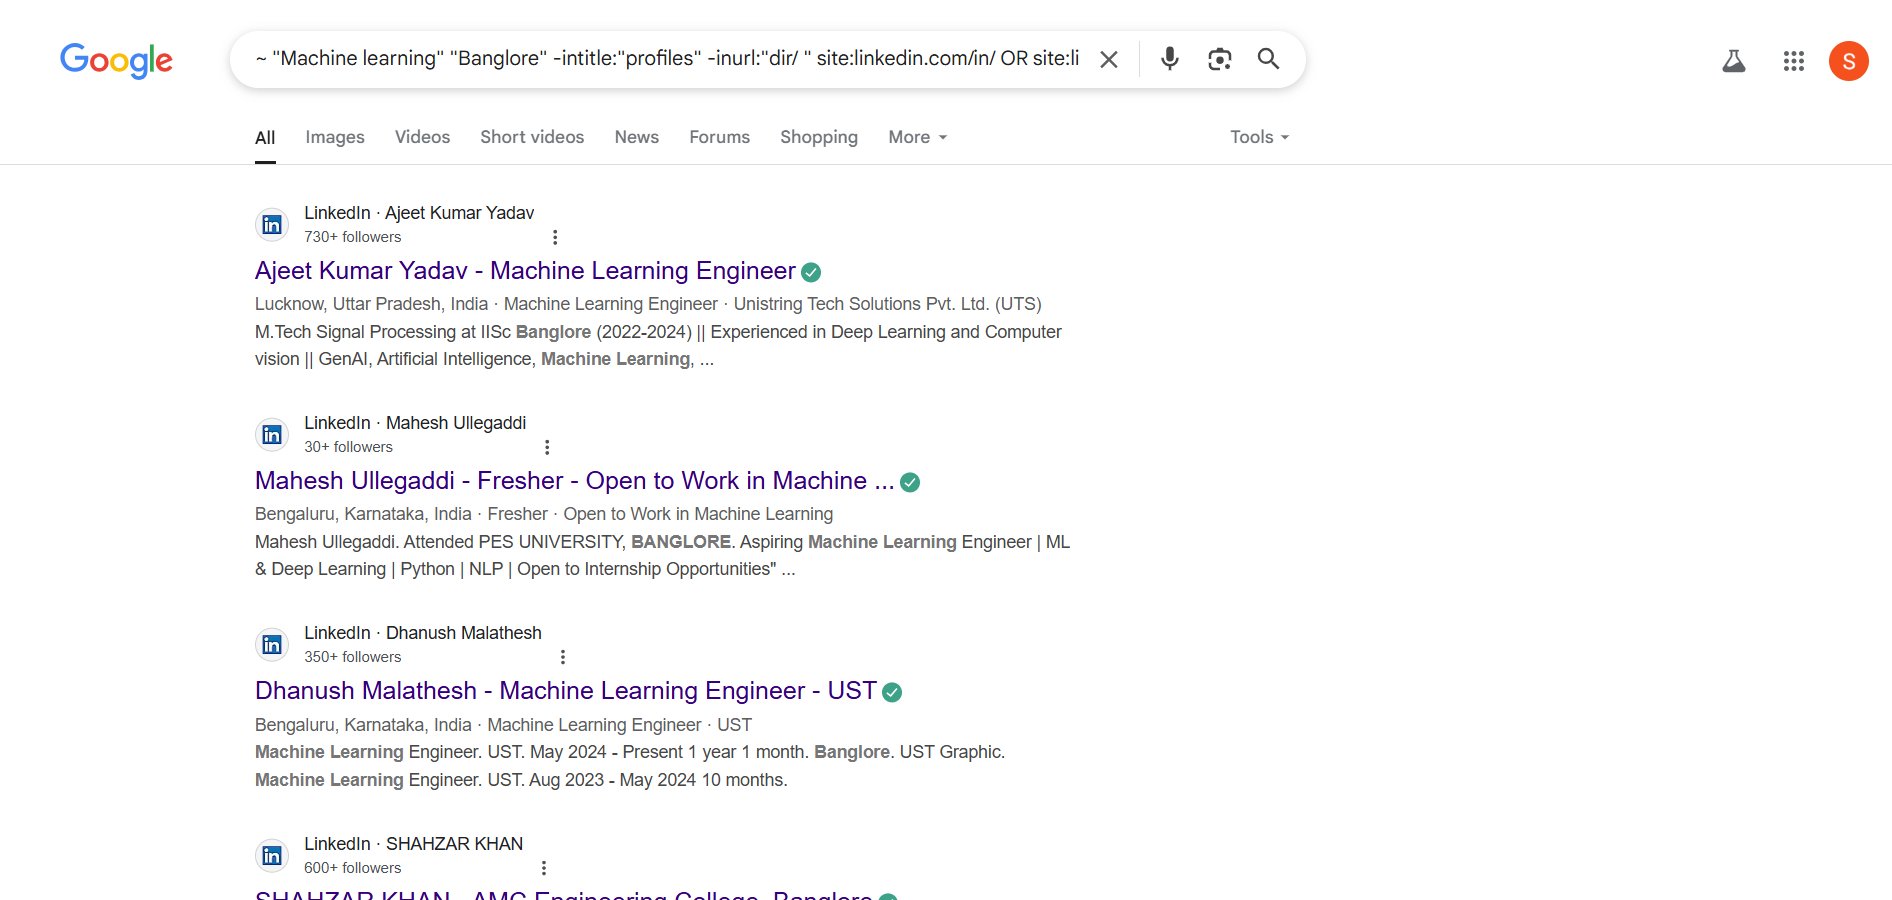 Google
~ "Machine learning" "Banglore" -intitle:"profiles" -inurl:"dir/ " site:linkedin.com/in/ OR site:li
S
All Images Videos Short videos News Forums Shopping More Tools
LinkedIn · Ajeet Kumar Yadav
730+ followers
Ajeet Kumar Yadav - Machine Learning Engineer
Lucknow, Uttar Pradesh, India · Machine Learning Engineer · Unistring Tech Solutions Pvt. Ltd. (UTS)
M.Tech Signal Processing at IISc Banglore (2022-2024) || Experienced in Deep Learning and Computer
vision || GenAI, Artificial Intelligence, Machine Learning, ...
LinkedIn · Mahesh Ullegaddi
30+ followers
Mahesh Ullegaddi - Fresher - Open to Work in Machine ...
Bengaluru, Karnataka, India · Fresher · Open to Work in Machine Learning
Mahesh Ullegaddi. Attended PES UNIVERSITY, BANGLORE. Aspiring Machine Learning Engineer | ML
& Deep Learning | Python | NLP | Open to Internship Opportunities" ...
LinkedIn · Dhanush Malathesh
350+ followers
Dhanush Malathesh - Machine Learning Engineer - UST
Bengaluru, Karnataka, India · Machine Learning Engineer · UST
Machine Learning Engineer. UST. May 2024 - Present 1 year 1 month. Banglore. UST Graphic.
Machine Learning Engineer. UST. Aug 2023 - May 2024 10 months.
LinkedIn · SHAHZAR KHAN
600+ followers
SHAHZAR KHAN - AMC Engineering College, Banglore